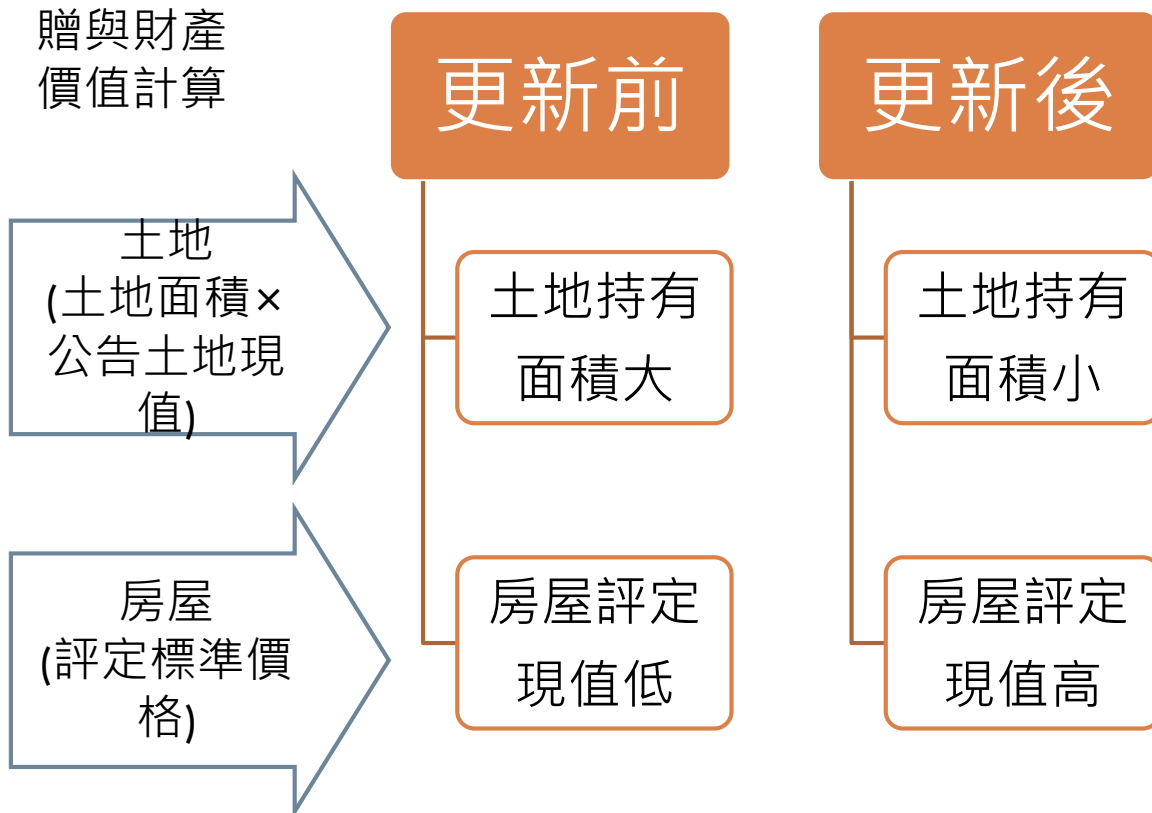 贈與財產
價值計算
更新前
更新後
土地
(土地面積×
公告土地現
值)
土地持有
面積大
土地持有
面積小
房屋
(評定標準價
格)
房屋評定
現值低
房屋評定
現值高